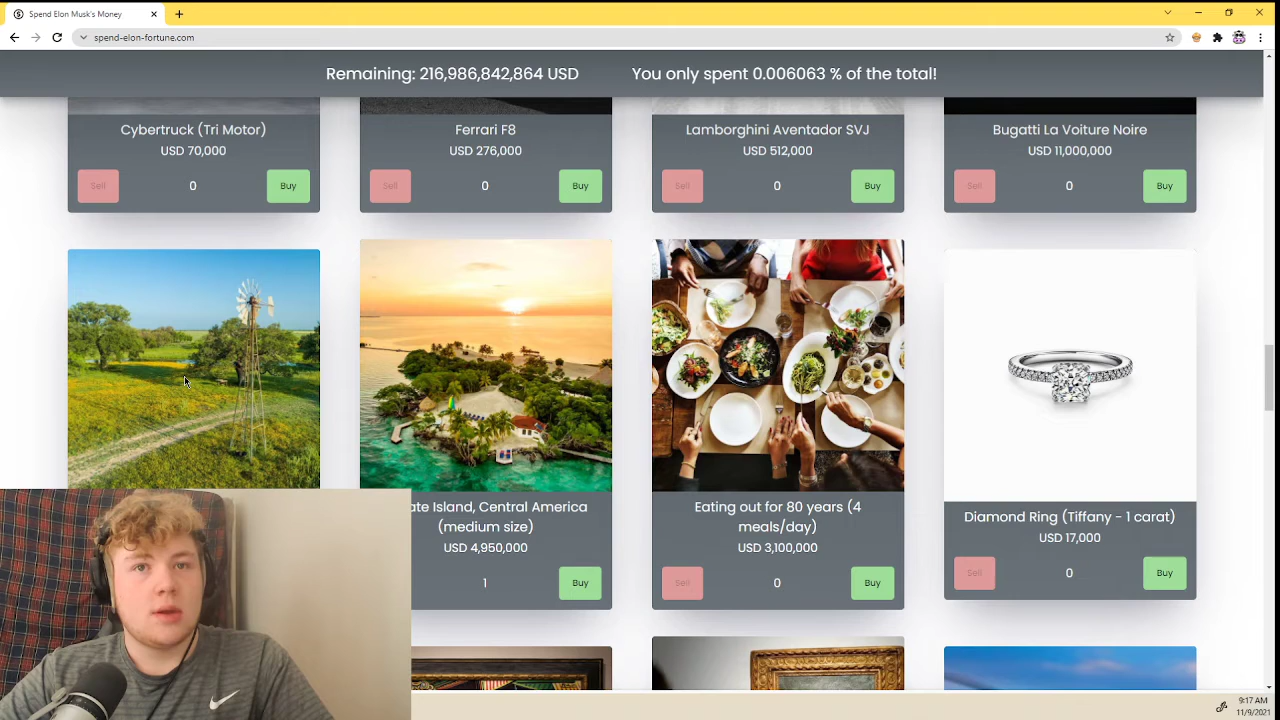 Spend Elon Musk's Money
spend-elon-fortune.com
Remaining: 216,986,842,864 USD
You only spent 0.006063 % of the total!
Cybertruck (Tri Motor)
USD 70,000
Sell 0 Buy
Ferrari F8
USD 276,000
Sell 0 Buy
Lamborghini Aventador SVJ
USD 512,000
Sell 0 Buy
Bugatti La Voiture Noire
USD 11,000,000
Sell 0 Buy
ate Island, Central America
(medium size)
USD 4,950,000
1 Buy
Eating out for 80 years (4
meals/day)
USD 3,100,000
Sell 0 Buy
Diamond Ring (Tiffany - 1 carat)
USD 17,000
Sell 0 Buy
9:17 AM
11/9/2021